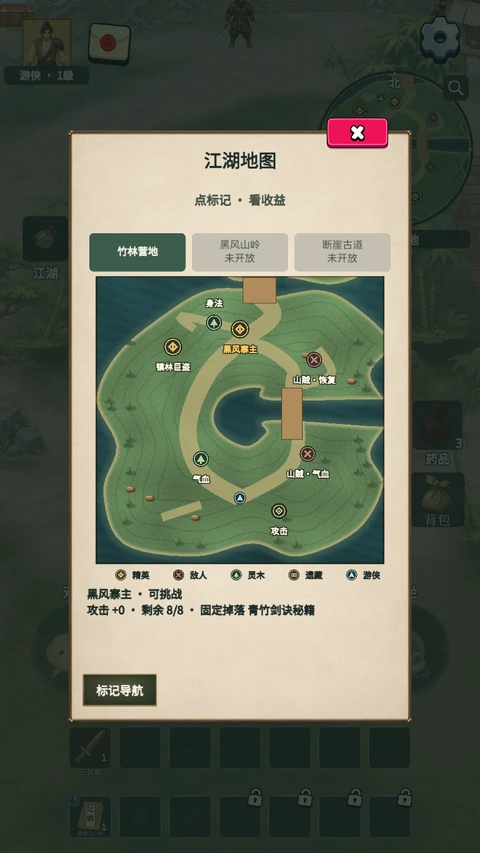 游侠 · 1级
北
江湖地图
点标记 · 看收益
竹林营地
黑风山岭
未开放
断崖古道
未开放
身法
黑风寨主
镇林巨盗
山贼·恢复
气血
山贼·气血
攻击
精英
敌人
灵木
遗藏
游侠
黑风寨主 · 可挑战
攻击 +0 · 剩余 8/8 · 固定掉落 青竹剑诀秘籍
标记导航
江湖
地
3
药品
背包
1
1